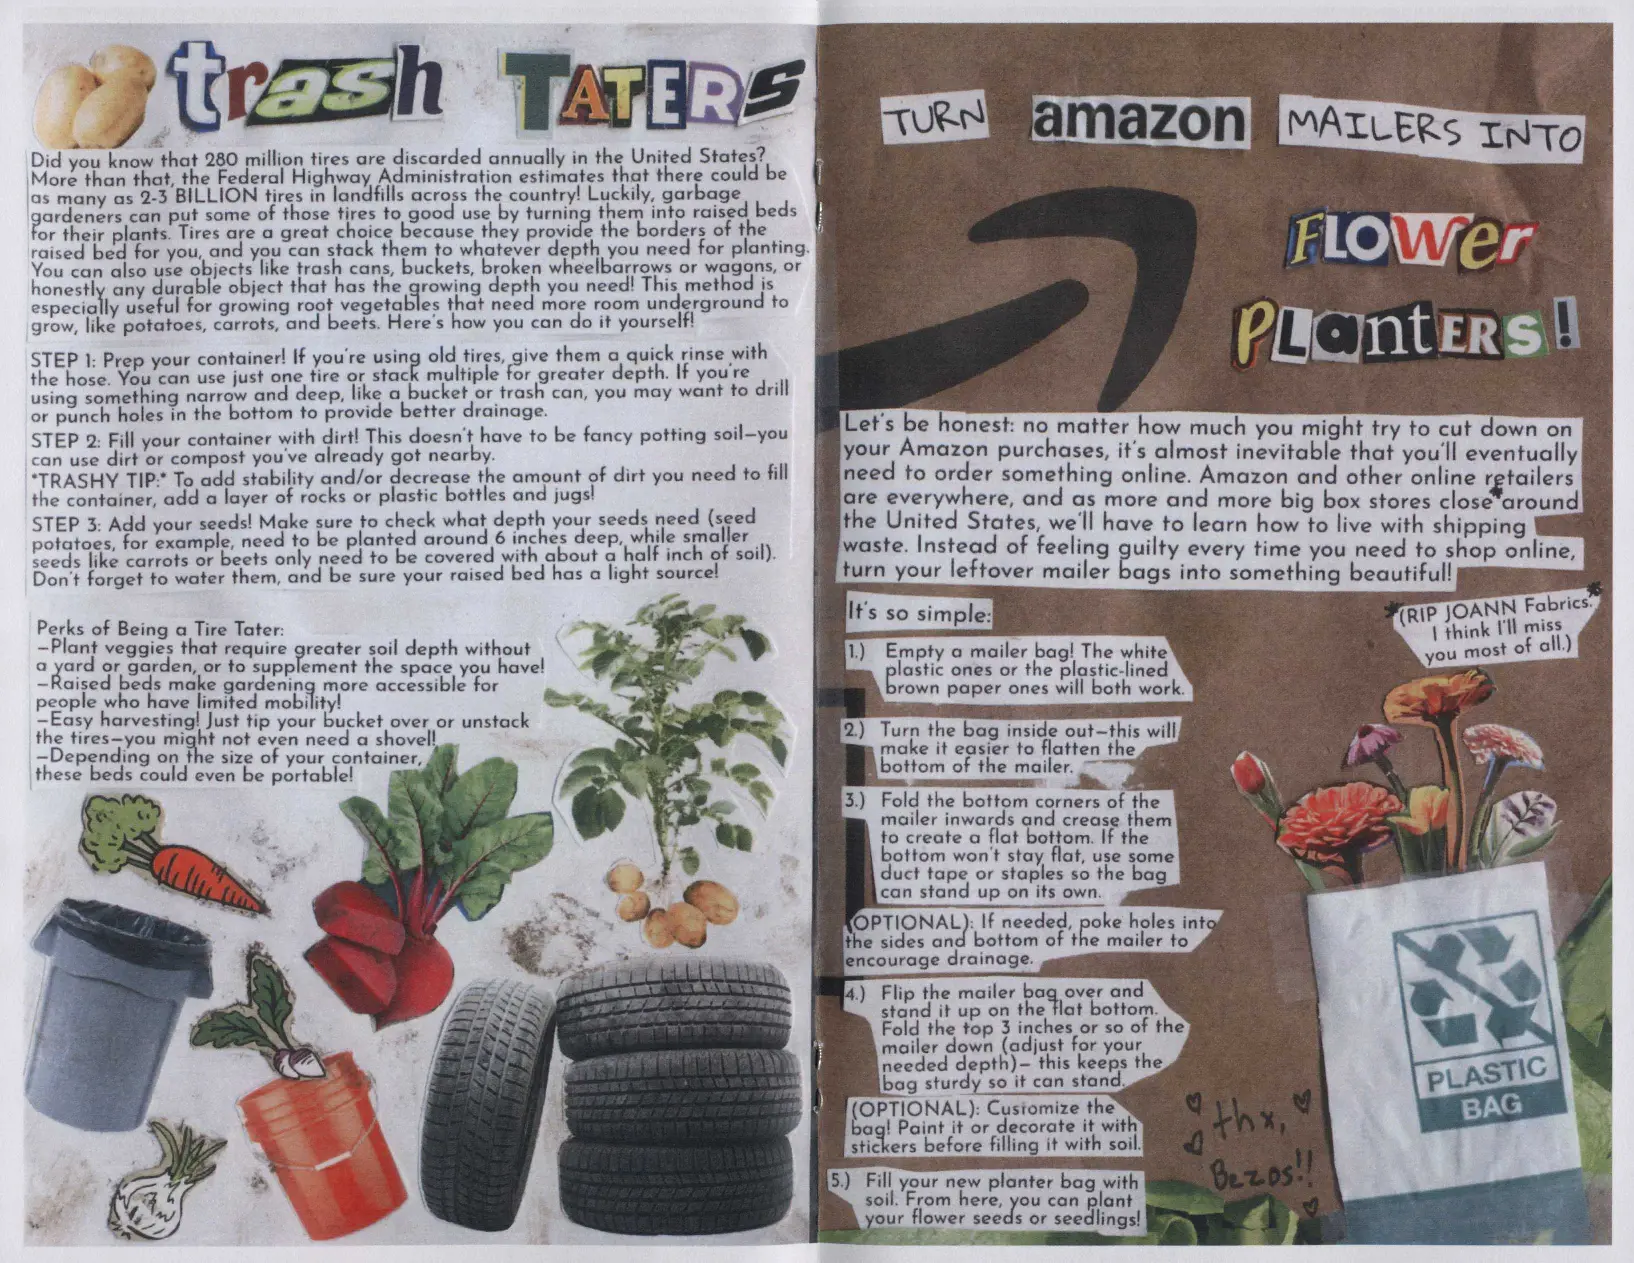 trash TATERS
Did you know that 280 million tires are discarded annually in the United States?
More than that, the Federal Highway Administration estimates that there could be
as many as 2-3 BILLION tires in landfills across the country! Luckily, garbage
gardeners can put some of those tires to good use by turning them into raised beds
for their plants. Tires are a great choice because they provide the borders of the
raised bed for you, and you can stack them to whatever depth you need for planting.
You can also use objects like trash cans, buckets, broken wheelbarrows or wagons, or
honestly any durable object that has the growing depth you need! This method is
especially useful for growing root vegetables that need more room underground to
grow, like potatoes, carrots, and beets. Here's how you can do it yourself!
STEP 1: Prep your container! If you're using old tires, give them a quick rinse with
the hose. You can use just one tire or stack multiple for greater depth. If you're
using something narrow and deep, like a bucket or trash can, you may want to drill
or punch holes in the bottom to provide better drainage.
STEP 2: Fill your container with dirt! This doesn't have to be fancy potting soil—you
can use dirt or compost you've already got nearby.
*TRASHY TIP:* To add stability and/or decrease the amount of dirt you need to fill
the container, add a layer of rocks or plastic bottles and jugs!
STEP 3: Add your seeds! Make sure to check what depth your seeds need (seed
potatoes, for example, need to be planted around 6 inches deep, while smaller
seeds like carrots or beets only need to be covered with about a half inch of soil).
Don't forget to water them, and be sure your raised bed has a light source!
Perks of Being a Tire Tater:
—Plant veggies that require greater soil depth without
a yard or garden, or to supplement the space you have!
—Raised beds make gardening more accessible for
people who have limited mobility!
—Easy harvesting! Just tip your bucket over or unstack
the tires—you might not even need a shovel!
—Depending on the size of your container,
these beds could even be portable!
TURN amazon MAILERS INTO
FLOWer
PLanTERS!
Let's be honest: no matter how much you might try to cut down on
your Amazon purchases, it's almost inevitable that you'll eventually
need to order something online. Amazon and other online retailers
are everywhere, and as more and more big box stores close*around
the United States, we'll have to learn how to live with shipping
waste. Instead of feeling guilty every time you need to shop online,
turn your leftover mailer bags into something beautiful!
*(RIP JOANN Fabrics.*
I think I'll miss
you most of all.)
It's so simple:
1.) Empty a mailer bag! The white
plastic ones or the plastic-lined
brown paper ones will both work.
2.) Turn the bag inside out—this will
make it easier to flatten the
bottom of the mailer.
3.) Fold the bottom corners of the
mailer inwards and crease them
to create a flat bottom. If the
bottom won't stay flat, use some
duct tape or staples so the bag
can stand up on its own.
(OPTIONAL): If needed, poke holes into
the sides and bottom of the mailer to
encourage drainage.
4.) Flip the mailer bag over and
stand it up on the flat bottom.
Fold the top 3 inches or so of the
mailer down (adjust for your
needed depth)— this keeps the
bag sturdy so it can stand.
(OPTIONAL): Customize the
bag! Paint it or decorate it with
stickers before filling it with soil.
5.) Fill your new planter bag with
soil. From here, you can plant
your flower seeds or seedlings!
thx,
Bezos!!
PLASTIC
BAG